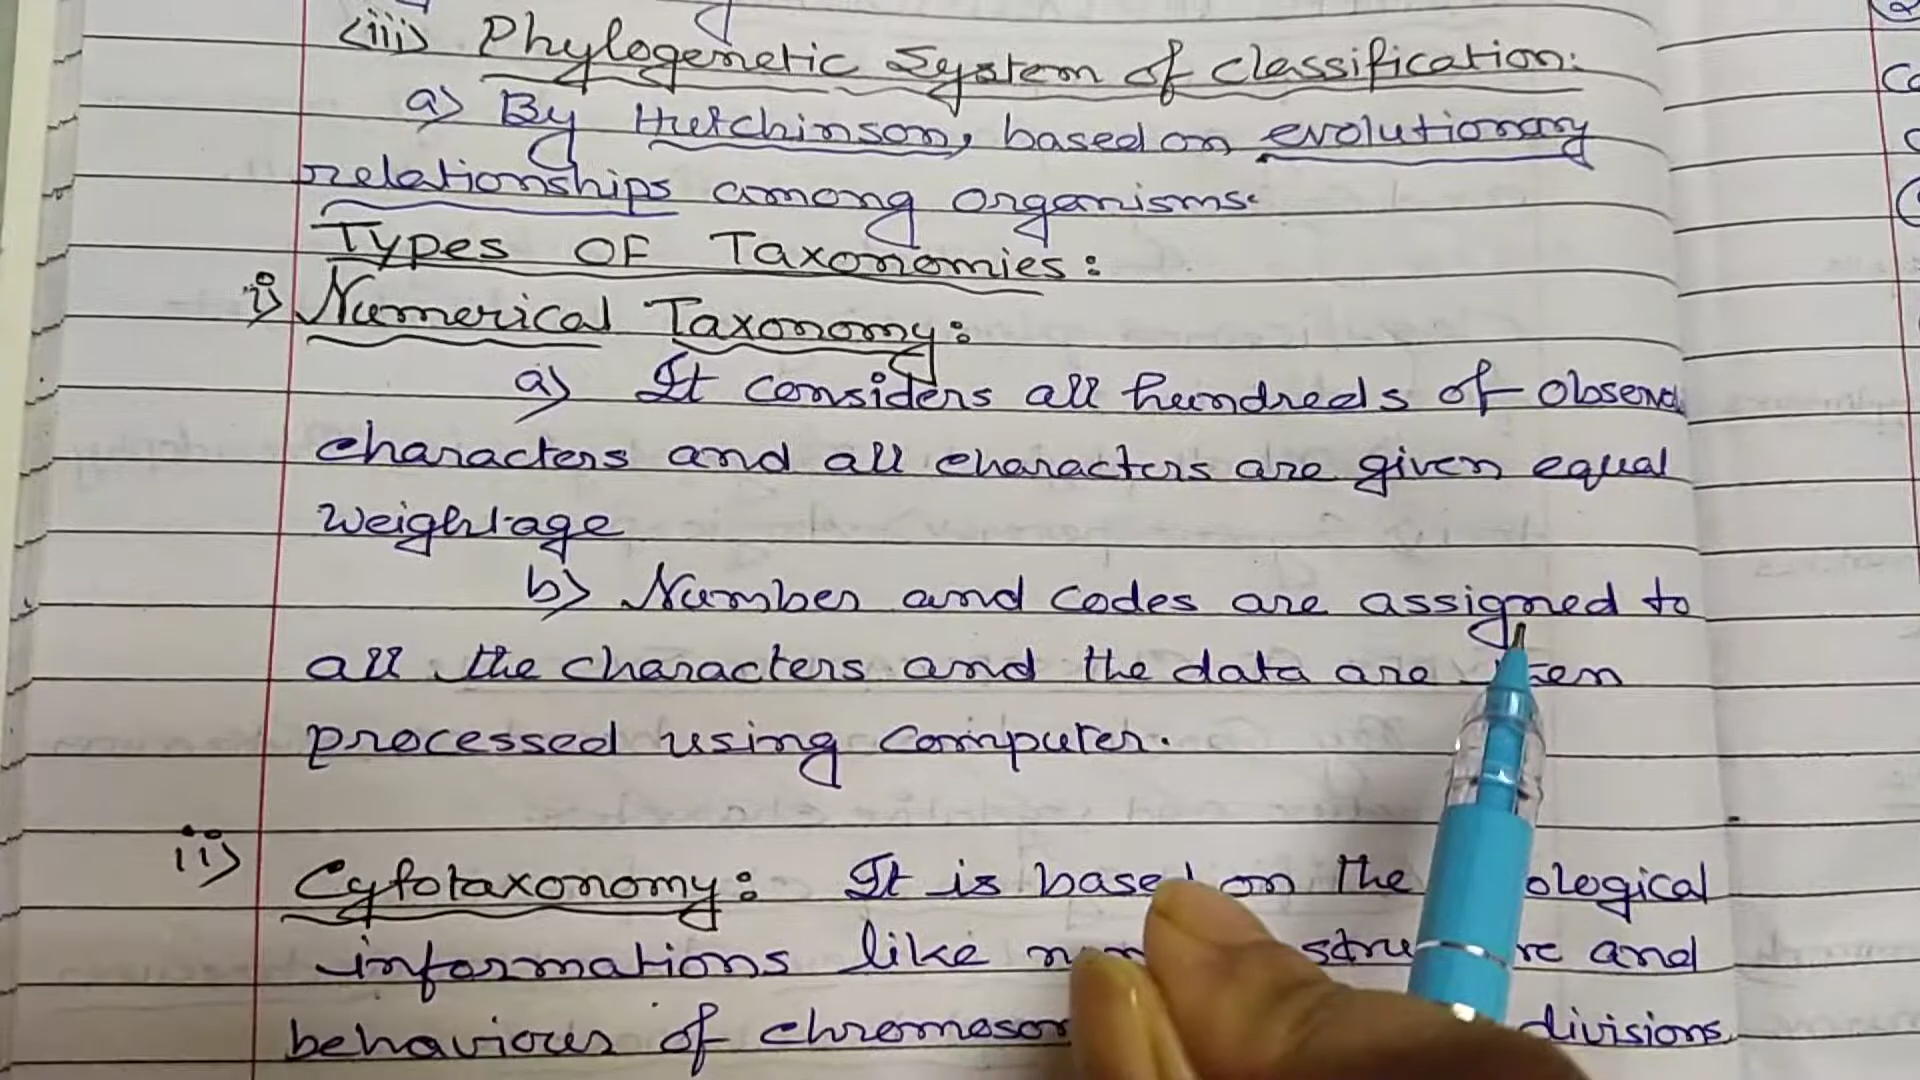 (iii) Phylogenetic System of classification:
a) By Hutchinson, based on evolutionary
relationships among organisms.
Types OF Taxonomies:
i) Numerical Taxonomy:
a) It considers all hundreds of
characters and all characters are given equal
weightage
b) Number and codes are assigned to
all the characters and the data are
processed using computer.
ii) Cytotaxonomy: It is based on the
informations like and
behaviours of divisions